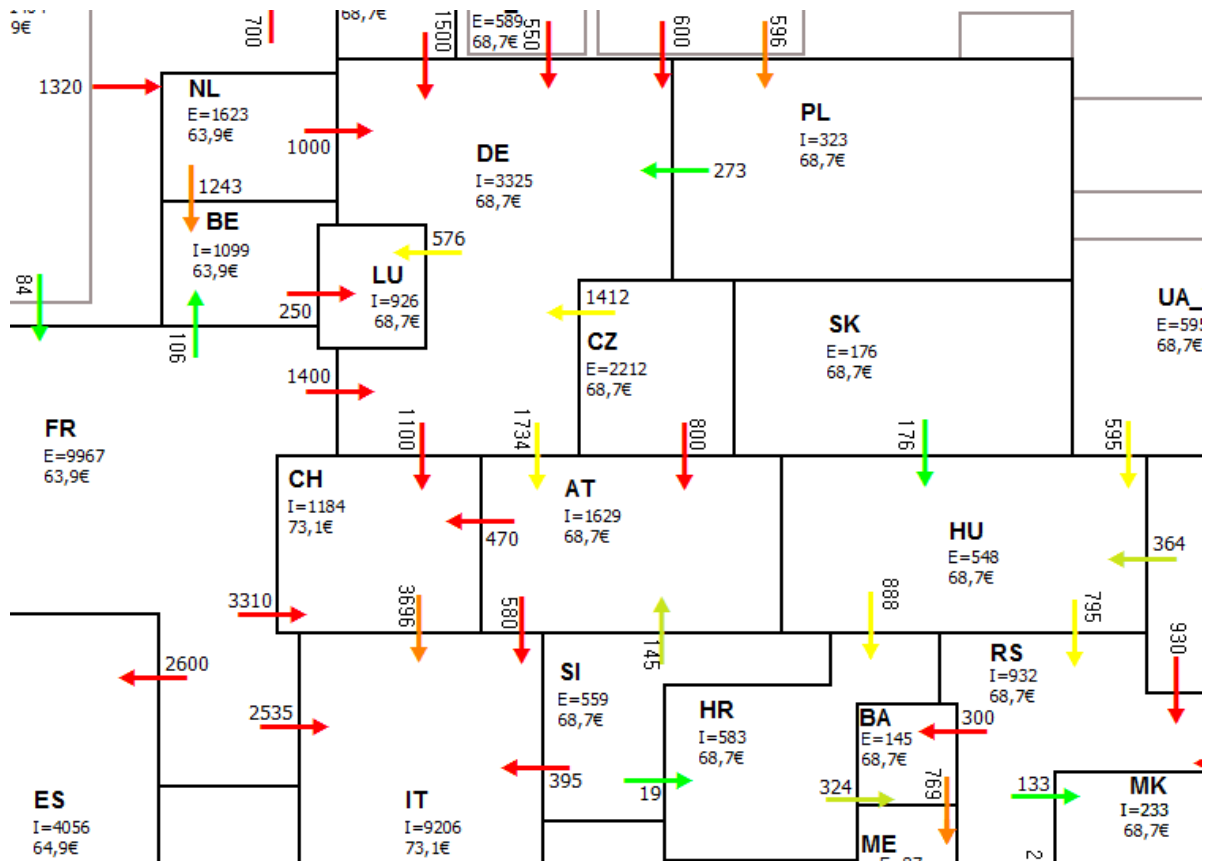 9€
700
68,7€
1500
E=589
68,7€
550
600
596
1320
NL
E=1623
63,9€
1000
DE
I=3325
68,7€
PL
I=323
68,7€
273
1243
BE
I=1099
63,9€
576
LU
I=926
68,7€
250
84
106
1412
CZ
E=2212
68,7€
SK
E=176
68,7€
UA_
E=595
68,7€
1400
FR
E=9967
63,9€
1100
1734
800
176
595
CH
I=1184
73,1€
AT
I=1629
68,7€
470
HU
E=548
68,7€
364
3310
3696
580
145
888
795
930
2600
2535
SI
E=559
68,7€
395
19
HR
I=583
68,7€
RS
I=932
68,7€
BA
E=145
68,7€
300
324
769
133
ES
I=4056
64,9€
IT
I=9206
73,1€
MK
I=233
68,7€
ME
2